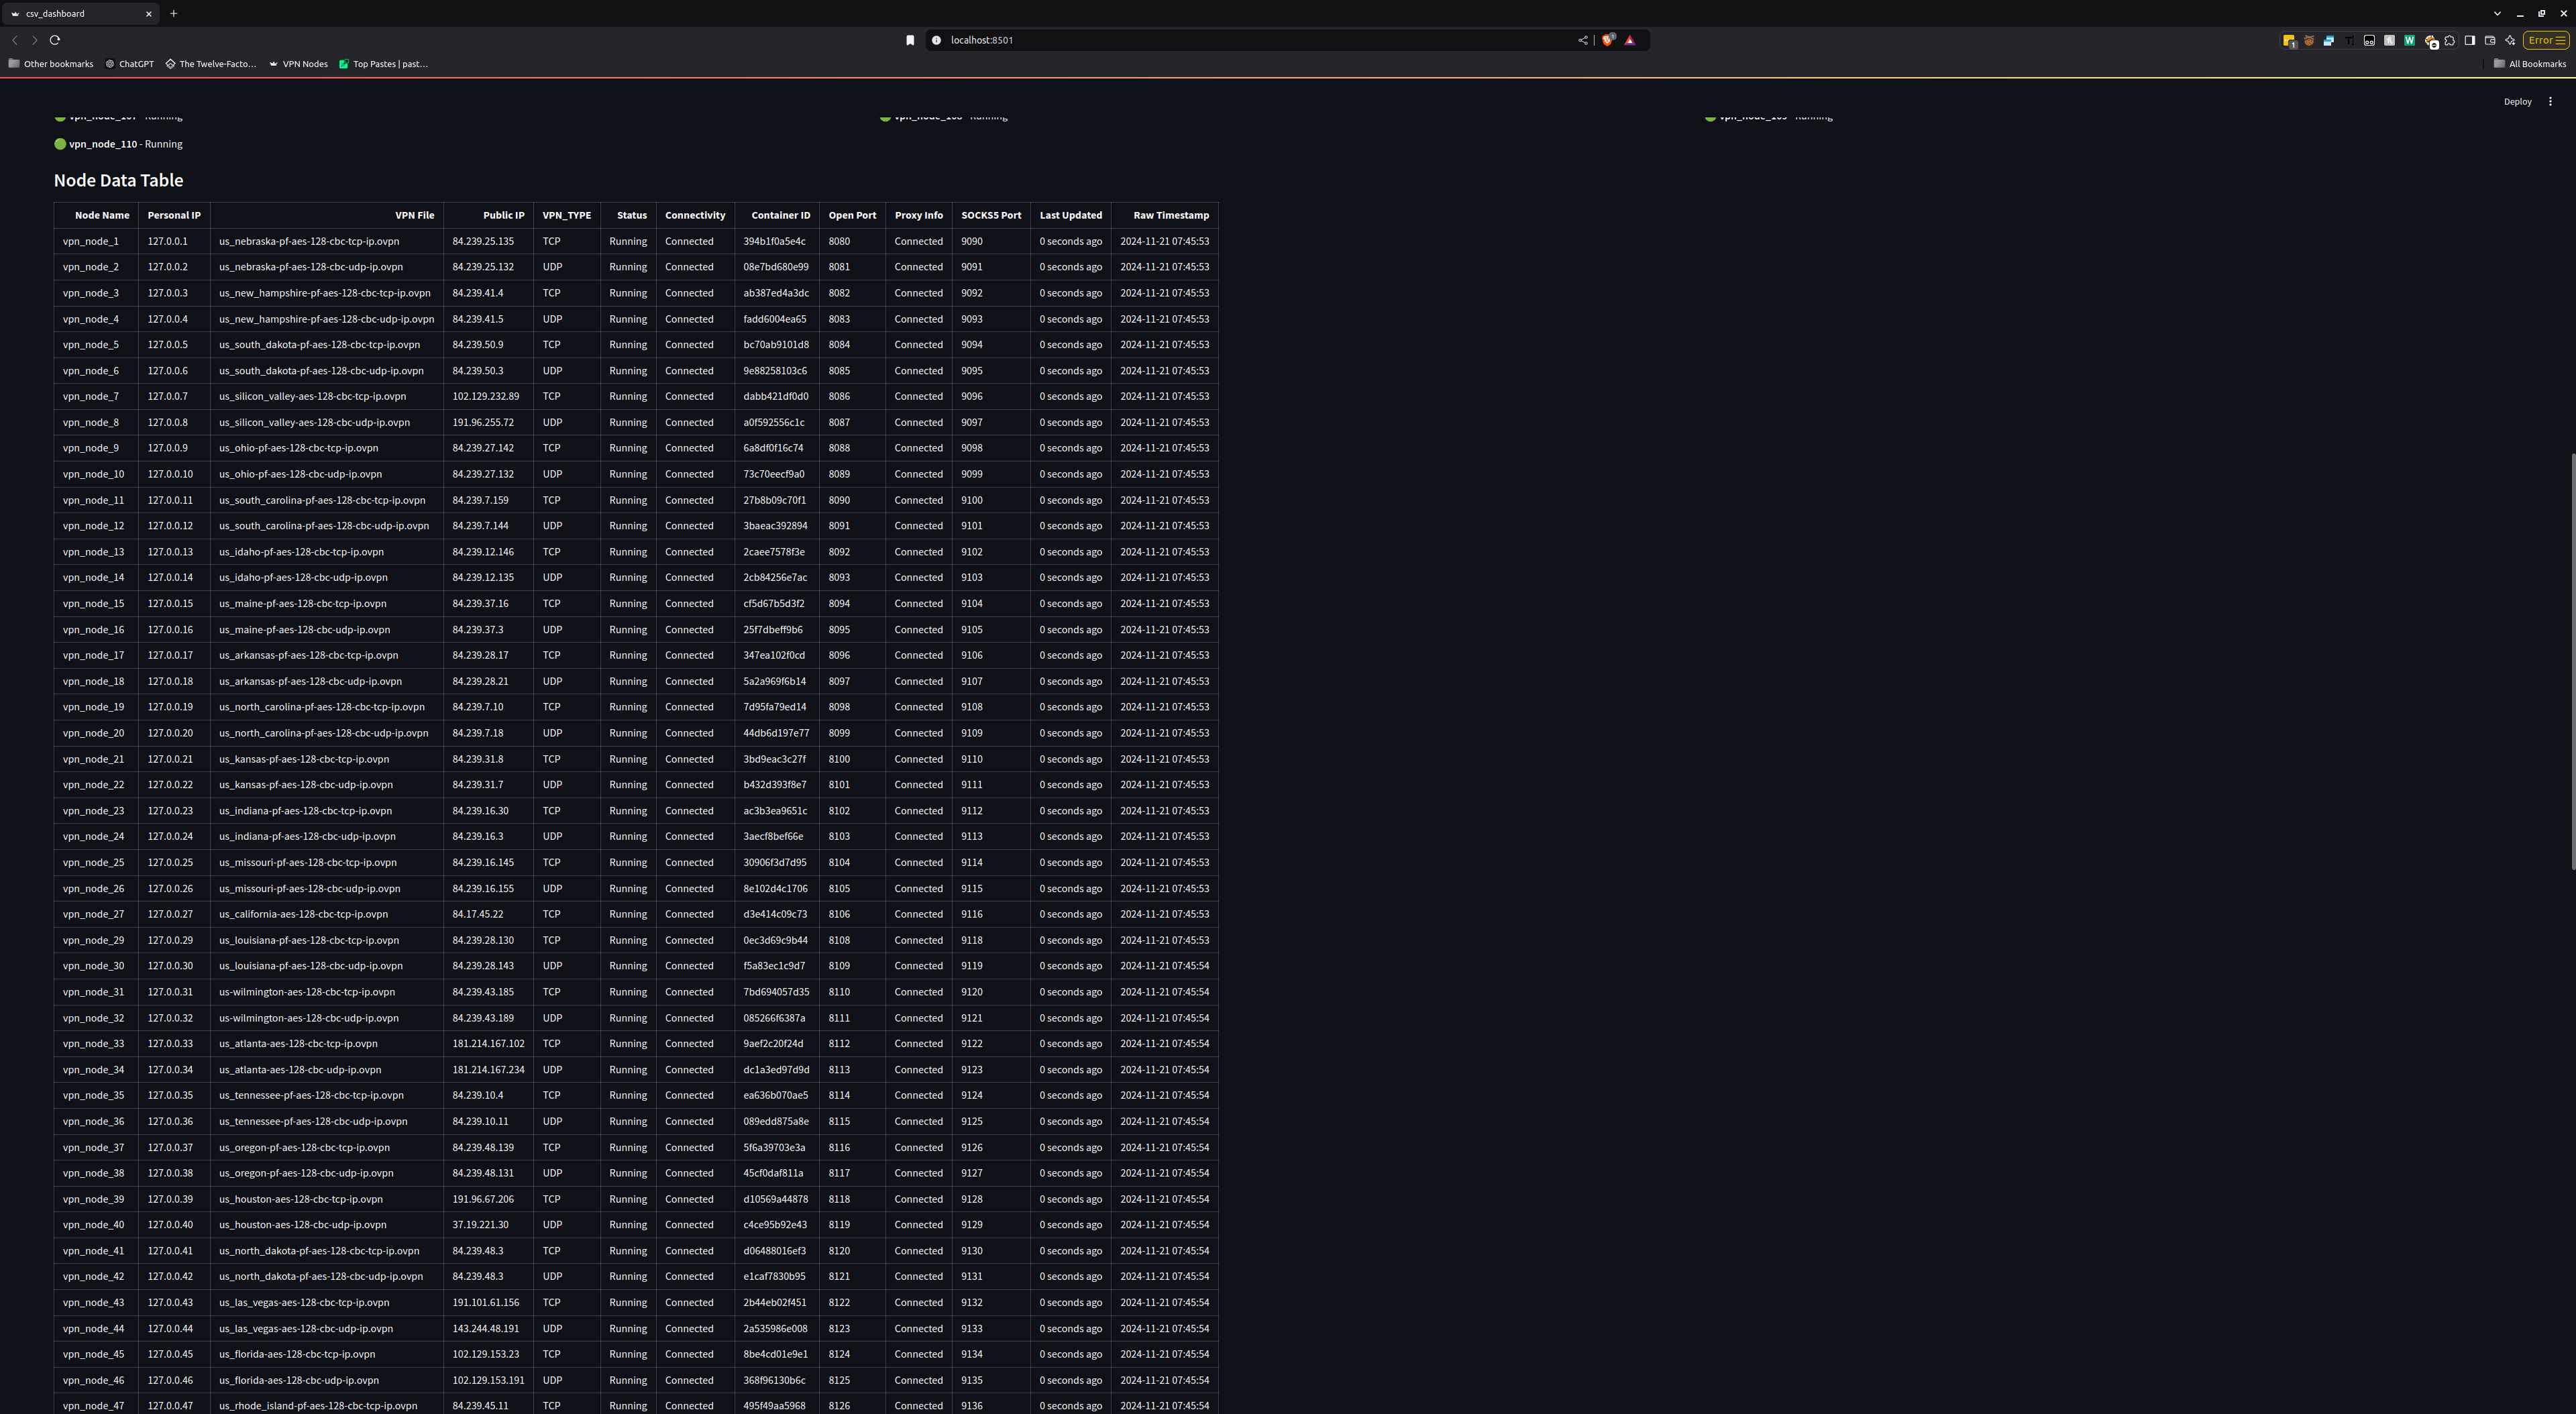 csv_dashboard
localhost:8501
Error
Other bookmarks ChatGPT The Twelve-Facto... VPN Nodes Top Pastes | past... All Bookmarks
Deploy
vpn_node_107 - Running vpn_node_108 - Running vpn_node_109 - Running
vpn_node_110 - Running
Node Data Table
Node Name Personal IP VPN File Public IP VPN_TYPE Status Connectivity Container ID Open Port Proxy Info SOCKS5 Port Last Updated Raw Timestamp
vpn_node_1 127.0.0.1 us_nebraska-pf-aes-128-cbc-tcp-ip.ovpn 84.239.25.135 TCP Running Connected 394b1f0a5e4c 8080 Connected 9090 0 seconds ago 2024-11-21 07:45:53
vpn_node_2 127.0.0.2 us_nebraska-pf-aes-128-cbc-udp-ip.ovpn 84.239.25.132 UDP Running Connected 08e7bd680e99 8081 Connected 9091 0 seconds ago 2024-11-21 07:45:53
vpn_node_3 127.0.0.3 us_new_hampshire-pf-aes-128-cbc-tcp-ip.ovpn 84.239.41.4 TCP Running Connected ab387ed4a3dc 8082 Connected 9092 0 seconds ago 2024-11-21 07:45:53
vpn_node_4 127.0.0.4 us_new_hampshire-pf-aes-128-cbc-udp-ip.ovpn 84.239.41.5 UDP Running Connected fadd6004ea65 8083 Connected 9093 0 seconds ago 2024-11-21 07:45:53
vpn_node_5 127.0.0.5 us_south_dakota-pf-aes-128-cbc-tcp-ip.ovpn 84.239.50.9 TCP Running Connected bc70ab9101d8 8084 Connected 9094 0 seconds ago 2024-11-21 07:45:53
vpn_node_6 127.0.0.6 us_south_dakota-pf-aes-128-cbc-udp-ip.ovpn 84.239.50.3 UDP Running Connected 9e88258103c6 8085 Connected 9095 0 seconds ago 2024-11-21 07:45:53
vpn_node_7 127.0.0.7 us_silicon_valley-aes-128-cbc-tcp-ip.ovpn 102.129.232.89 TCP Running Connected dabb421df0d0 8086 Connected 9096 0 seconds ago 2024-11-21 07:45:53
vpn_node_8 127.0.0.8 us_silicon_valley-aes-128-cbc-udp-ip.ovpn 191.96.255.72 UDP Running Connected a0f592556c1c 8087 Connected 9097 0 seconds ago 2024-11-21 07:45:53
vpn_node_9 127.0.0.9 us_ohio-pf-aes-128-cbc-tcp-ip.ovpn 84.239.27.142 TCP Running Connected 6a8df0f16c74 8088 Connected 9098 0 seconds ago 2024-11-21 07:45:53
vpn_node_10 127.0.0.10 us_ohio-pf-aes-128-cbc-udp-ip.ovpn 84.239.27.132 UDP Running Connected 73c70eecf9a0 8089 Connected 9099 0 seconds ago 2024-11-21 07:45:53
vpn_node_11 127.0.0.11 us_south_carolina-pf-aes-128-cbc-tcp-ip.ovpn 84.239.7.159 TCP Running Connected 27b8b09c70f1 8090 Connected 9100 0 seconds ago 2024-11-21 07:45:53
vpn_node_12 127.0.0.12 us_south_carolina-pf-aes-128-cbc-udp-ip.ovpn 84.239.7.144 UDP Running Connected 3baeac392894 8091 Connected 9101 0 seconds ago 2024-11-21 07:45:53
vpn_node_13 127.0.0.13 us_idaho-pf-aes-128-cbc-tcp-ip.ovpn 84.239.12.146 TCP Running Connected 2caee7578f3e 8092 Connected 9102 0 seconds ago 2024-11-21 07:45:53
vpn_node_14 127.0.0.14 us_idaho-pf-aes-128-cbc-udp-ip.ovpn 84.239.12.135 UDP Running Connected 2cb84256e7ac 8093 Connected 9103 0 seconds ago 2024-11-21 07:45:53
vpn_node_15 127.0.0.15 us_maine-pf-aes-128-cbc-tcp-ip.ovpn 84.239.37.16 TCP Running Connected cf5d67b5d3f2 8094 Connected 9104 0 seconds ago 2024-11-21 07:45:53
vpn_node_16 127.0.0.16 us_maine-pf-aes-128-cbc-udp-ip.ovpn 84.239.37.3 UDP Running Connected 25f7dbeff9b6 8095 Connected 9105 0 seconds ago 2024-11-21 07:45:53
vpn_node_17 127.0.0.17 us_arkansas-pf-aes-128-cbc-tcp-ip.ovpn 84.239.28.17 TCP Running Connected 347ea102f0cd 8096 Connected 9106 0 seconds ago 2024-11-21 07:45:53
vpn_node_18 127.0.0.18 us_arkansas-pf-aes-128-cbc-udp-ip.ovpn 84.239.28.21 UDP Running Connected 5a2a969f6b14 8097 Connected 9107 0 seconds ago 2024-11-21 07:45:53
vpn_node_19 127.0.0.19 us_north_carolina-pf-aes-128-cbc-tcp-ip.ovpn 84.239.7.10 TCP Running Connected 7d95fa79ed14 8098 Connected 9108 0 seconds ago 2024-11-21 07:45:53
vpn_node_20 127.0.0.20 us_north_carolina-pf-aes-128-cbc-udp-ip.ovpn 84.239.7.18 UDP Running Connected 44db6d197e77 8099 Connected 9109 0 seconds ago 2024-11-21 07:45:53
vpn_node_21 127.0.0.21 us_kansas-pf-aes-128-cbc-tcp-ip.ovpn 84.239.31.8 TCP Running Connected 3bd9eac3c27f 8100 Connected 9110 0 seconds ago 2024-11-21 07:45:53
vpn_node_22 127.0.0.22 us_kansas-pf-aes-128-cbc-udp-ip.ovpn 84.239.31.7 UDP Running Connected b432d393f8e7 8101 Connected 9111 0 seconds ago 2024-11-21 07:45:53
vpn_node_23 127.0.0.23 us_indiana-pf-aes-128-cbc-tcp-ip.ovpn 84.239.16.30 TCP Running Connected ac3b3ea9651c 8102 Connected 9112 0 seconds ago 2024-11-21 07:45:53
vpn_node_24 127.0.0.24 us_indiana-pf-aes-128-cbc-udp-ip.ovpn 84.239.16.3 UDP Running Connected 3aecf8bef66e 8103 Connected 9113 0 seconds ago 2024-11-21 07:45:53
vpn_node_25 127.0.0.25 us_missouri-pf-aes-128-cbc-tcp-ip.ovpn 84.239.16.145 TCP Running Connected 30906f3d7d95 8104 Connected 9114 0 seconds ago 2024-11-21 07:45:53
vpn_node_26 127.0.0.26 us_missouri-pf-aes-128-cbc-udp-ip.ovpn 84.239.16.155 UDP Running Connected 8e102d4c1706 8105 Connected 9115 0 seconds ago 2024-11-21 07:45:53
vpn_node_27 127.0.0.27 us_california-aes-128-cbc-tcp-ip.ovpn 84.17.45.22 TCP Running Connected d3e414c09c73 8106 Connected 9116 0 seconds ago 2024-11-21 07:45:53
vpn_node_29 127.0.0.29 us_louisiana-pf-aes-128-cbc-tcp-ip.ovpn 84.239.28.130 TCP Running Connected 0ec3d69c9b44 8108 Connected 9118 0 seconds ago 2024-11-21 07:45:53
vpn_node_30 127.0.0.30 us_louisiana-pf-aes-128-cbc-udp-ip.ovpn 84.239.28.143 UDP Running Connected f5a83ec1c9d7 8109 Connected 9119 0 seconds ago 2024-11-21 07:45:54
vpn_node_31 127.0.0.31 us-wilmington-aes-128-cbc-tcp-ip.ovpn 84.239.43.185 TCP Running Connected 7bd694057d35 8110 Connected 9120 0 seconds ago 2024-11-21 07:45:54
vpn_node_32 127.0.0.32 us-wilmington-aes-128-cbc-udp-ip.ovpn 84.239.43.189 UDP Running Connected 085266f6387a 8111 Connected 9121 0 seconds ago 2024-11-21 07:45:54
vpn_node_33 127.0.0.33 us_atlanta-aes-128-cbc-tcp-ip.ovpn 181.214.167.102 TCP Running Connected 9aef2c20f24d 8112 Connected 9122 0 seconds ago 2024-11-21 07:45:54
vpn_node_34 127.0.0.34 us_atlanta-aes-128-cbc-udp-ip.ovpn 181.214.167.234 UDP Running Connected dc1a3ed97d9d 8113 Connected 9123 0 seconds ago 2024-11-21 07:45:54
vpn_node_35 127.0.0.35 us_tennessee-pf-aes-128-cbc-tcp-ip.ovpn 84.239.10.4 TCP Running Connected ea636b070ae5 8114 Connected 9124 0 seconds ago 2024-11-21 07:45:54
vpn_node_36 127.0.0.36 us_tennessee-pf-aes-128-cbc-udp-ip.ovpn 84.239.10.11 UDP Running Connected 089edd875a8e 8115 Connected 9125 0 seconds ago 2024-11-21 07:45:54
vpn_node_37 127.0.0.37 us_oregon-pf-aes-128-cbc-tcp-ip.ovpn 84.239.48.139 TCP Running Connected 5f6a39703e3a 8116 Connected 9126 0 seconds ago 2024-11-21 07:45:54
vpn_node_38 127.0.0.38 us_oregon-pf-aes-128-cbc-udp-ip.ovpn 84.239.48.131 UDP Running Connected 45cf0daf811a 8117 Connected 9127 0 seconds ago 2024-11-21 07:45:54
vpn_node_39 127.0.0.39 us_houston-aes-128-cbc-tcp-ip.ovpn 191.96.67.206 TCP Running Connected d10569a44878 8118 Connected 9128 0 seconds ago 2024-11-21 07:45:54
vpn_node_40 127.0.0.40 us_houston-aes-128-cbc-udp-ip.ovpn 37.19.221.30 UDP Running Connected c4ce95b92e43 8119 Connected 9129 0 seconds ago 2024-11-21 07:45:54
vpn_node_41 127.0.0.41 us_north_dakota-pf-aes-128-cbc-tcp-ip.ovpn 84.239.48.3 TCP Running Connected d06488016ef3 8120 Connected 9130 0 seconds ago 2024-11-21 07:45:54
vpn_node_42 127.0.0.42 us_north_dakota-pf-aes-128-cbc-udp-ip.ovpn 84.239.48.3 UDP Running Connected e1caf7830b95 8121 Connected 9131 0 seconds ago 2024-11-21 07:45:54
vpn_node_43 127.0.0.43 us_las_vegas-aes-128-cbc-tcp-ip.ovpn 191.101.61.156 TCP Running Connected 2b44eb02f451 8122 Connected 9132 0 seconds ago 2024-11-21 07:45:54
vpn_node_44 127.0.0.44 us_las_vegas-aes-128-cbc-udp-ip.ovpn 143.244.48.191 UDP Running Connected 2a535986e008 8123 Connected 9133 0 seconds ago 2024-11-21 07:45:54
vpn_node_45 127.0.0.45 us_florida-aes-128-cbc-tcp-ip.ovpn 102.129.153.23 TCP Running Connected 8be4cd01e9e1 8124 Connected 9134 0 seconds ago 2024-11-21 07:45:54
vpn_node_46 127.0.0.46 us_florida-aes-128-cbc-udp-ip.ovpn 102.129.153.191 UDP Running Connected 368f96130b6c 8125 Connected 9135 0 seconds ago 2024-11-21 07:45:54
vpn_node_47 127.0.0.47 us_rhode_island-pf-aes-128-cbc-tcp-ip.ovpn 84.239.45.11 TCP Running Connected 495f49aa5968 8126 Connected 9136 0 seconds ago 2024-11-21 07:45:54